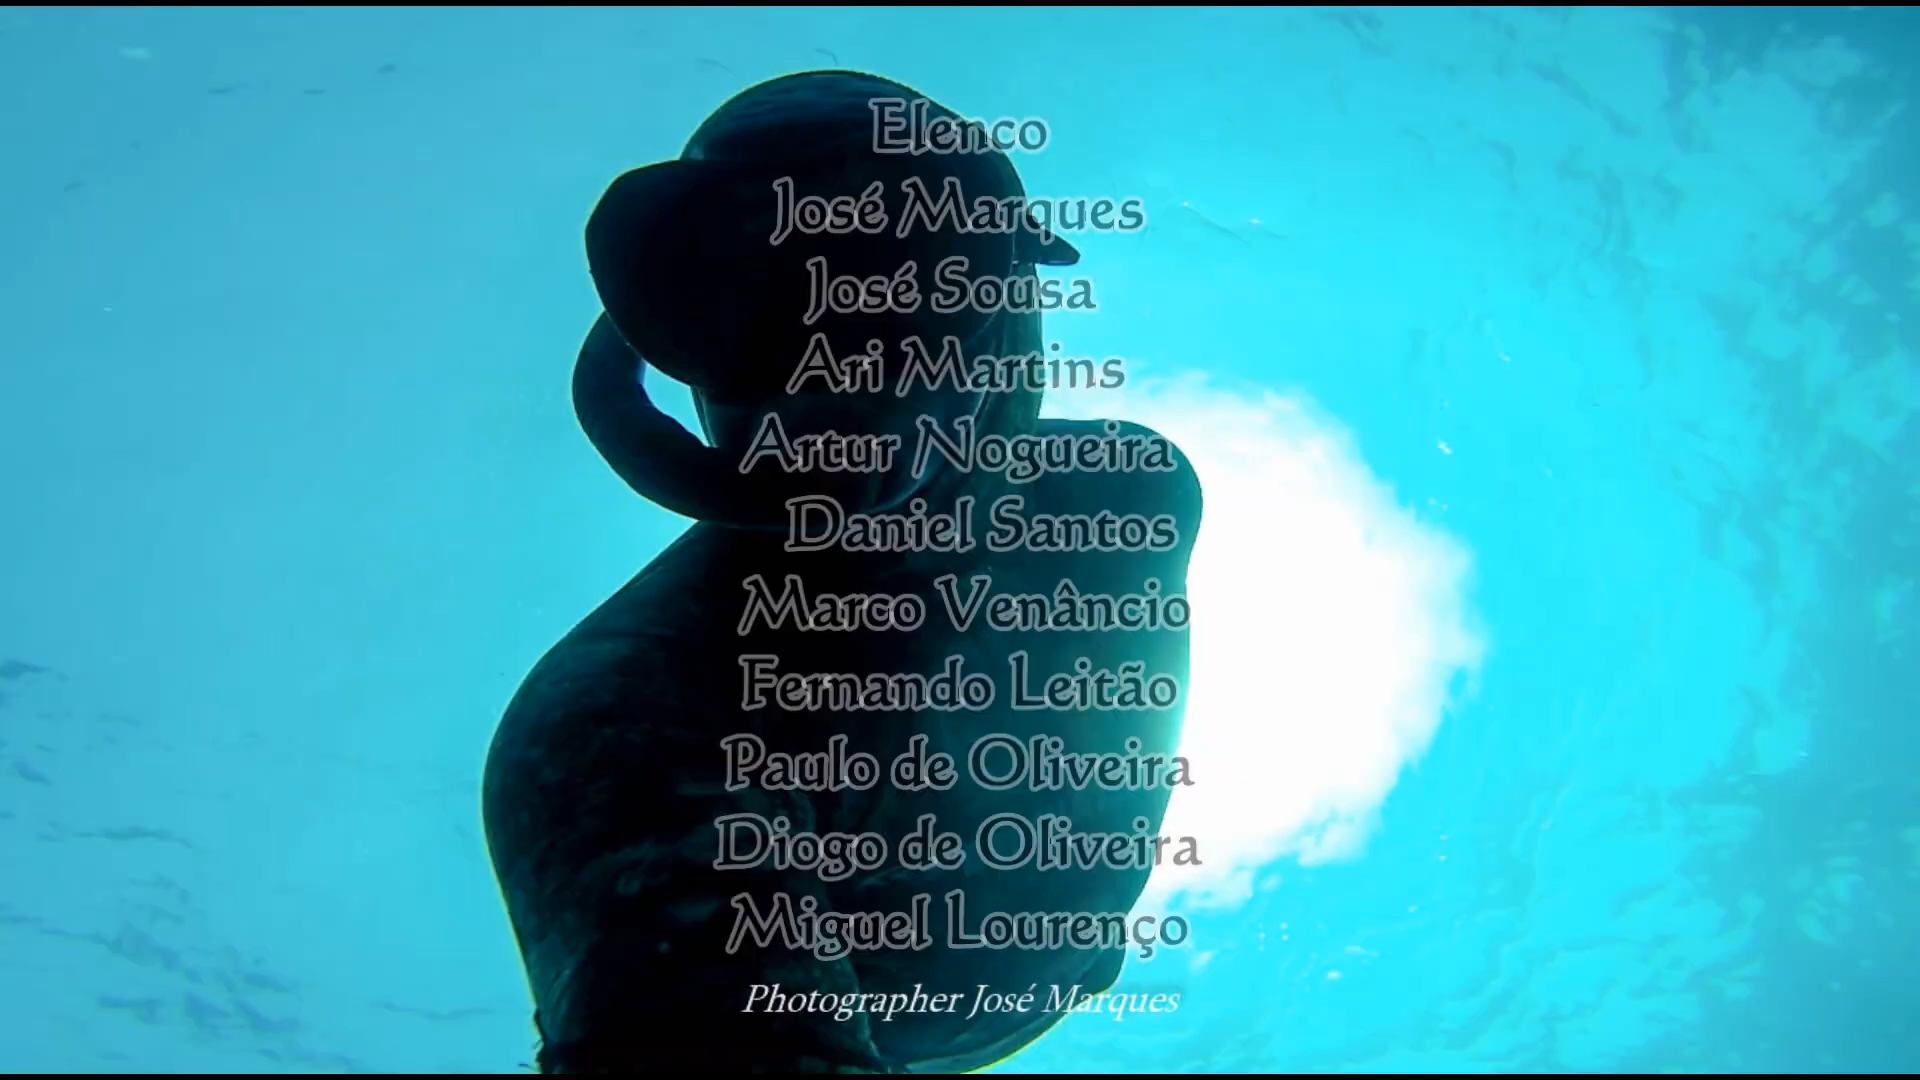 Elenco
José Marques
José Sousa
Ari Martins
Artur Nogueira
Daniel Santos
Marco Venâncio
Fernando Leitão
Paulo de Oliveira
Diogo de Oliveira
Miguel Lourenço
Photographer José Marques